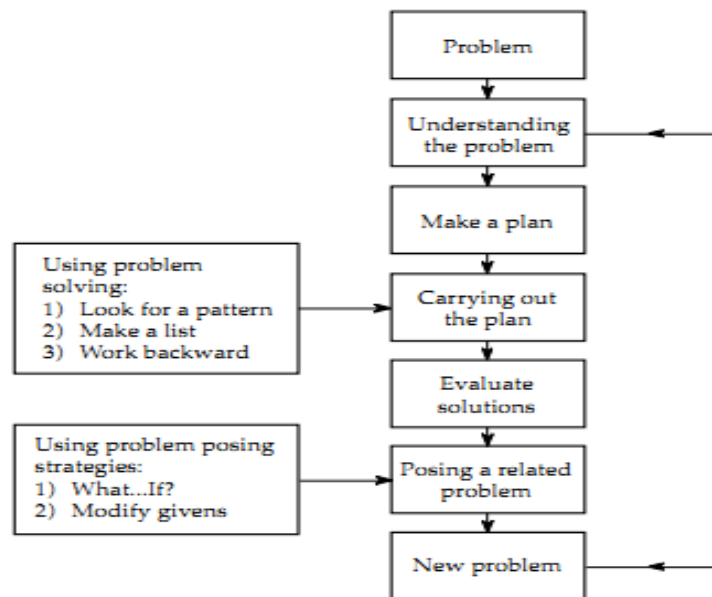 Problem
Understanding
the problem
Make a plan
Using problem
solving:
1) Look for a pattern
2) Make a list
3) Work backward
Carrying out
the plan
Evaluate
solutions
Using problem posing
strategies:
1) What...If?
2) Modify givens
Posing a related
problem
New problem